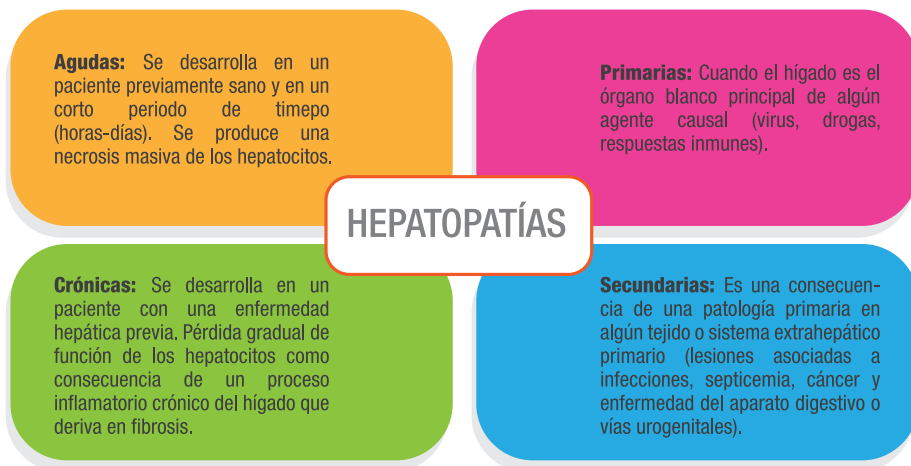 Agudas: Se desarrolla en un
paciente previamente sano y en un
corto periodo de timepo
(horas-días). Se produce una
necrosis masiva de los hepatocitos.
Primarias: Cuando el hígado es el
órgano blanco principal de algún
agente causal (virus, drogas,
respuestas inmunes).
HEPATOPATÍAS
Crónicas: Se desarrolla en un
paciente con una enfermedad
hepática previa. Pérdida gradual de
función de los hepatocitos como
consecuencia de un proceso
inflamatorio crónico del hígado que
deriva en fibrosis.
Secundarias: Es una consecuen-
cia de una patología primaria en
algún tejido o sistema extrahepático
primario (lesiones asociadas a
infecciones, septicemia, cáncer y
enfermedad del aparato digestivo o
vías urogenitales).